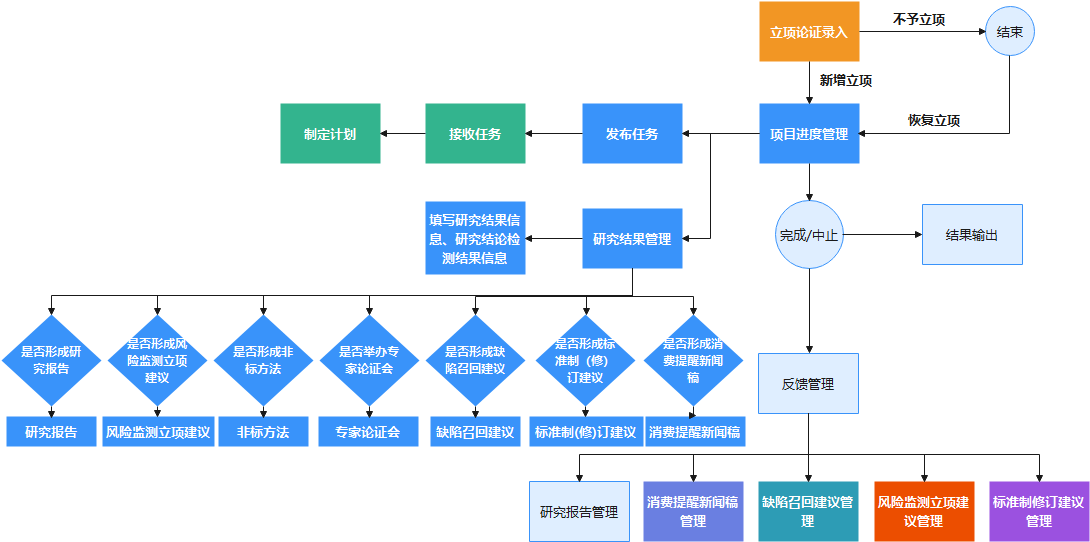 立项论证录入
不予立项
结束
新增立项
恢复立项
制定计划
接收任务
发布任务
项目进度管理
填写研究结果信
息、研究结论检
测结果信息
研究结果管理
完成/中止
结果输出
是否形成研
究报告
是否形成风
险监测立项
建议
是否形成非
标方法
是否举办专
家论证会
是否形成缺
陷召回建议
是否形成标
准制（修）
订建议
是否形成消
费提醒新闻
稿
反馈管理
研究报告
风险监测立项建议
非标方法
专家论证会
缺陷召回建议
标准制(修)订建议
消费提醒新闻稿
研究报告管理
消费提醒新闻稿
管理
缺陷召回建议管
理
风险监测立项建
议管理
标准制修订建议
管理